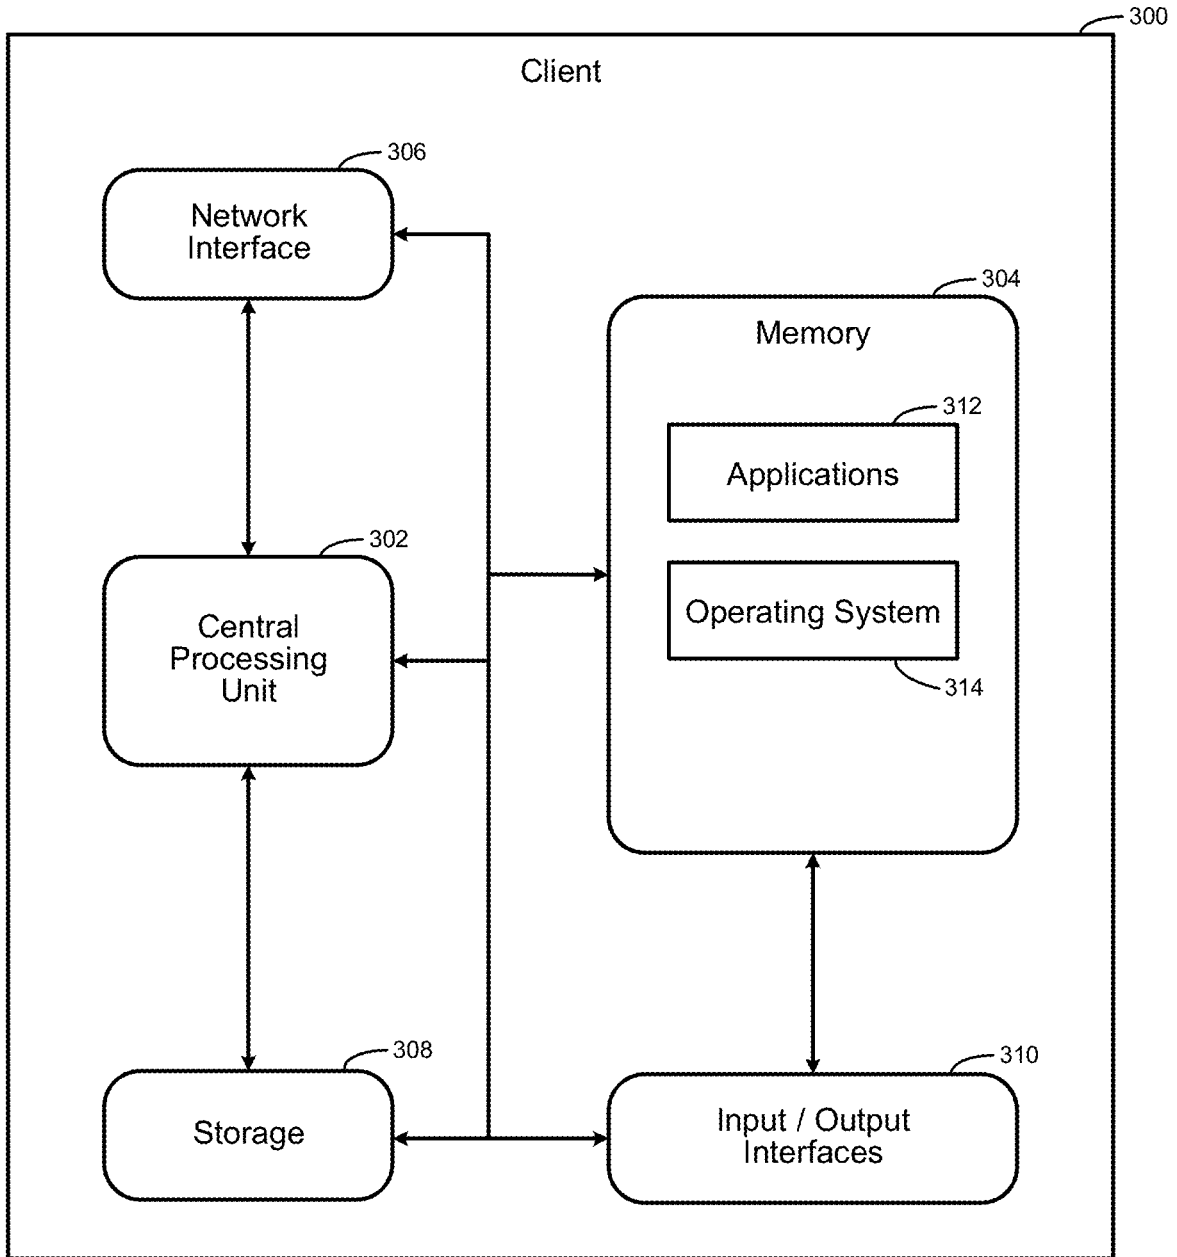 300
Client
306
Network
Interface
304
Memory
312
Applications
302
Central
Processing
Unit
Operating System
314
308
Storage
310
Input / Output
Interfaces